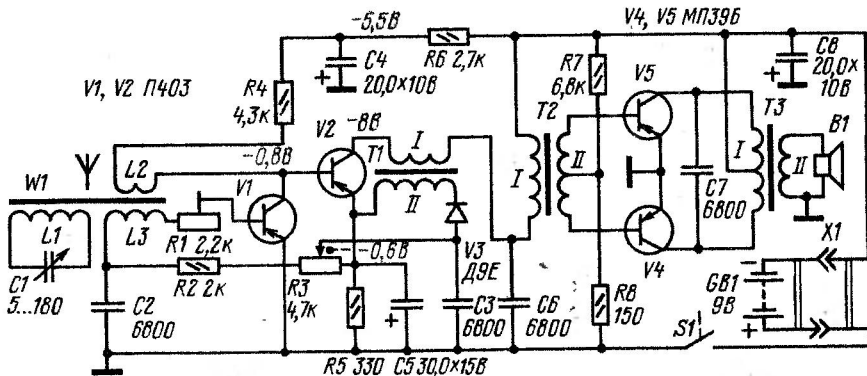 -5,5В
V4, V5 МП39Б
V1, V2 П403
R4
4,3к
C4
20,0×10В
R6 2,7к
R7
6,8к
V5
C8
20,0×
10В
V2
-8В
T1
I
II
T2
I
II
T3
I
II
B1
-0,8В
L2
V1
W1
L1
L3
R1 2,2к
C7
6800
C1
5...180
R2 2к
R3
4,7к
-0,6В
V3
Д9Е
V4
X1
GB1
9В
C2
6800
C3
6800
C6
6800
R8
150
S1
R5 330
C5 30,0×15В